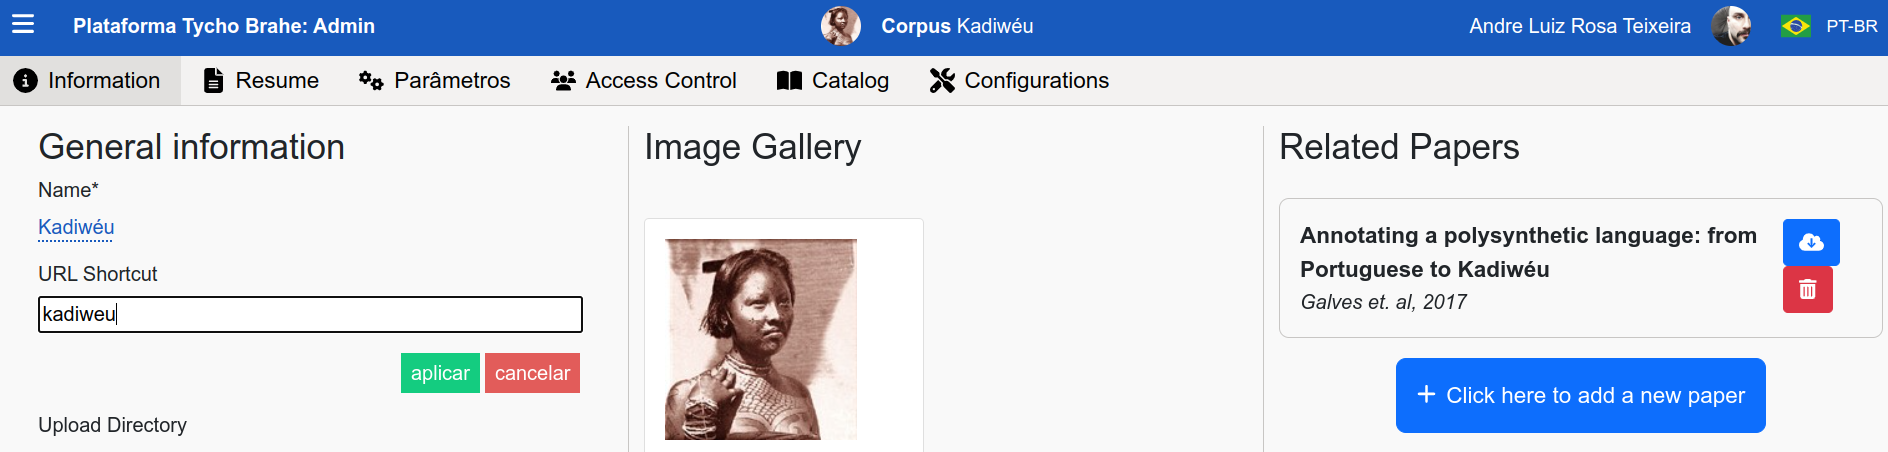 Plataforma Tycho Brahe: Admin
Corpus Kadiwéu
Andre Luiz Rosa Teixeira
PT-BR
Information
Resume
Parâmetros
Access Control
Catalog
Configurations
General information
Name*
Kadiwéu
URL Shortcut
kadiweu
aplicar
cancelar
Upload Directory
Image Gallery
Related Papers
Annotating a polysynthetic language: from
Portuguese to Kadiwéu
Galves et. al, 2017
Click here to add a new paper